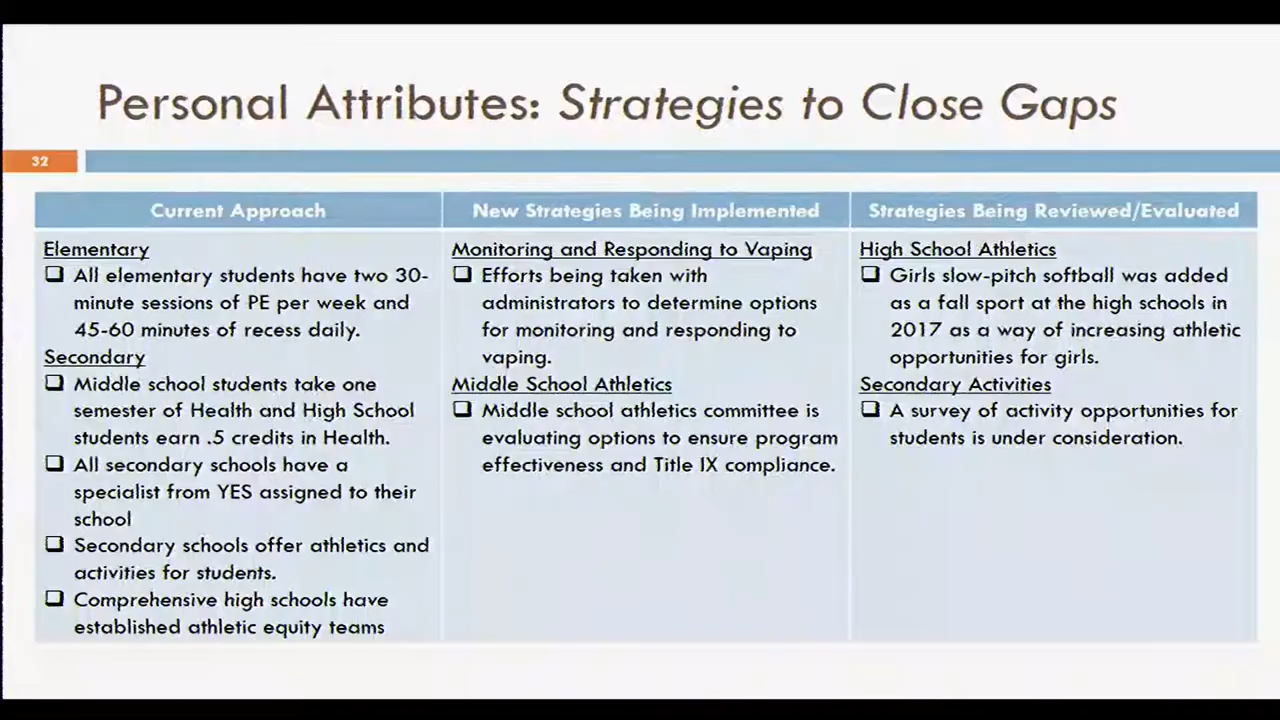 Personal Attributes: Strategies to Close Gaps
32
Current Approach
Elementary
❑ All elementary students have two 30-
minute sessions of PE per week and
45-60 minutes of recess daily.
Secondary
❑ Middle school students take one
semester of Health and High School
students earn .5 credits in Health.
❑ All secondary schools have a
specialist from YES assigned to their
school
❑ Secondary schools offer athletics and
activities for students.
❑ Comprehensive high schools have
established athletic equity teams
New Strategies Being Implemented
Monitoring and Responding to Vaping
❑ Efforts being taken with
administrators to determine options
for monitoring and responding to
vaping.
Middle School Athletics
❑ Middle school athletics committee is
evaluating options to ensure program
effectiveness and Title IX compliance.
Strategies Being Reviewed/Evaluated
High School Athletics
❑ Girls slow-pitch softball was added
as a fall sport at the high schools in
2017 as a way of increasing athletic
opportunities for girls.
Secondary Activities
❑ A survey of activity opportunities for
students is under consideration.